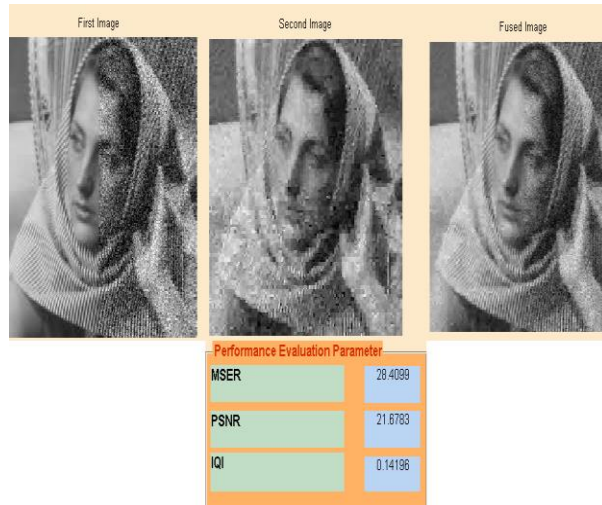 First Image
Second Image
Fused Image
Performance Evaluation Parameter
MSER 28.4099
PSNR 21.6783
IQI 0.14196